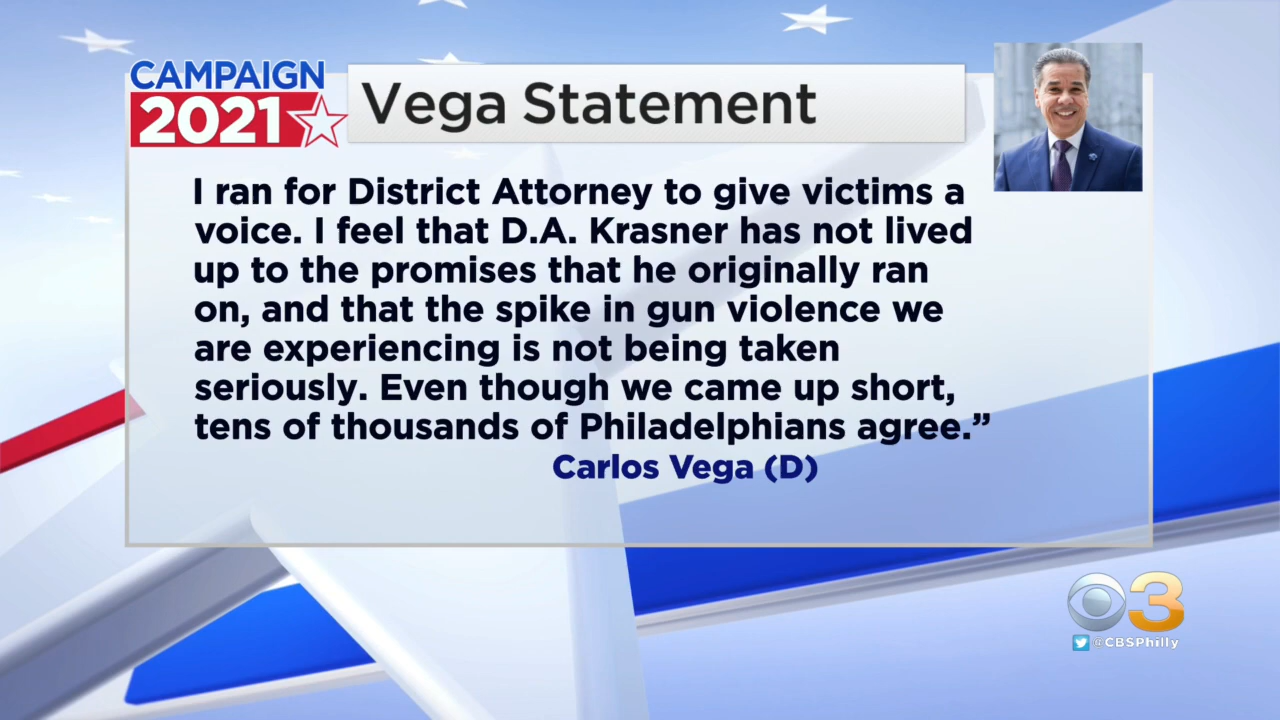 CAMPAIGN
2021
Vega Statement
I ran for District Attorney to give victims a
voice. I feel that D.A. Krasner has not lived
up to the promises that he originally ran
on, and that the spike in gun violence we
are experiencing is not being taken
seriously. Even though we came up short,
tens of thousands of Philadelphians agree.”
Carlos Vega (D)
3
@CBSPhilly